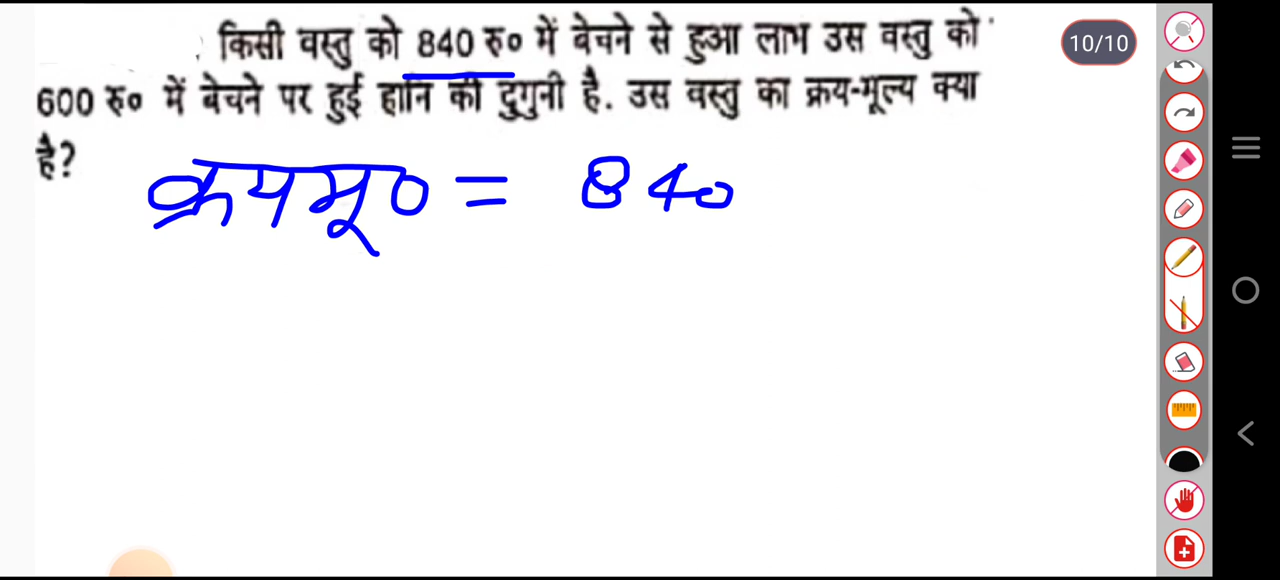 किसी वस्तु को 840 रु० में बेचने से हुआ लाभ उस वस्तु को
10/10
600 रु० में बेचने पर हुई हानि की दुगुनी है. उस वस्तु का क्रय-मूल्य क्या
है?
क्रयमू० = 840